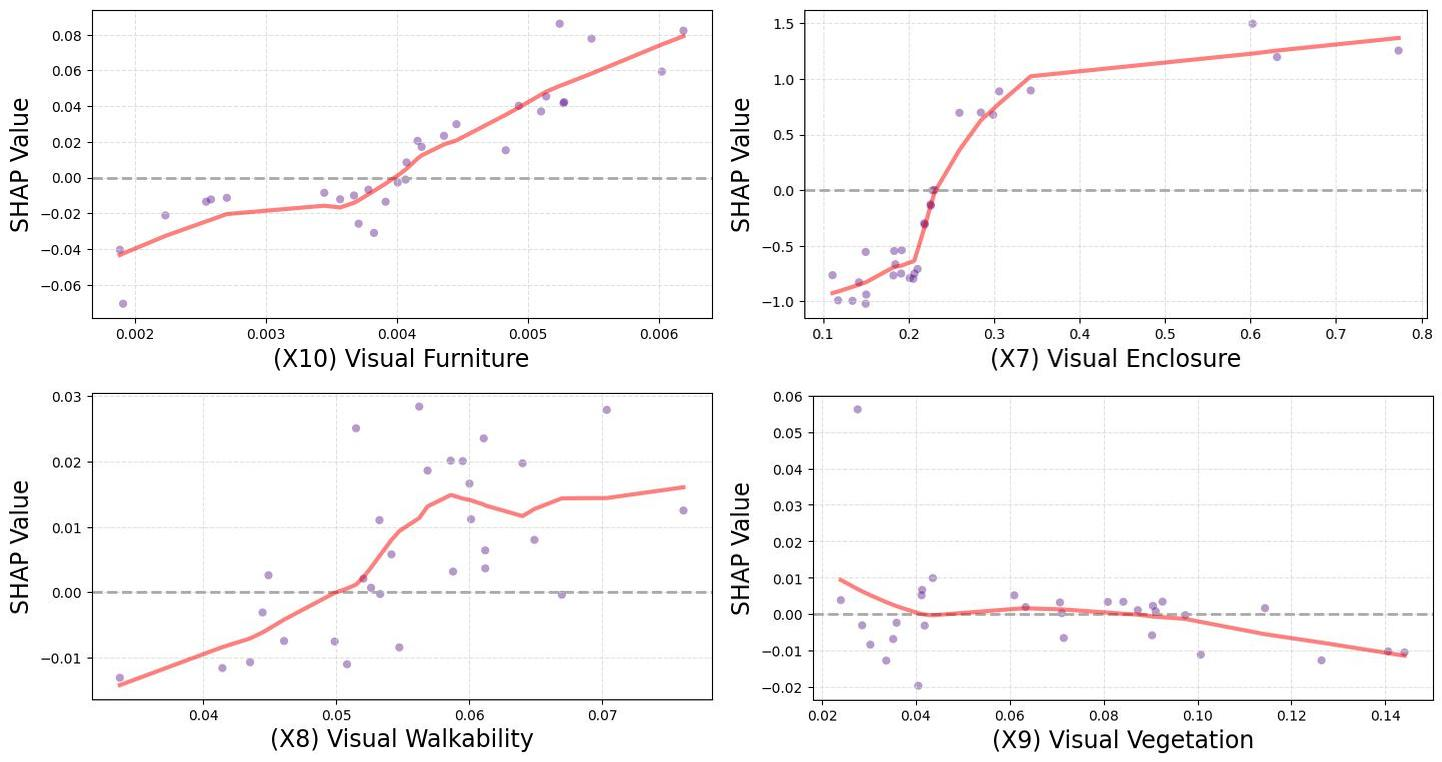 SHAP Value
0.08
0.06
0.04
0.02
0.00
−0.02
−0.04
−0.06
0.002 0.003 0.004 0.005 0.006
(X10) Visual Furniture
SHAP Value
1.5
1.0
0.5
0.0
−0.5
−1.0
0.1 0.2 0.3 0.4 0.5 0.6 0.7 0.8
(X7) Visual Enclosure
SHAP Value
0.03
0.02
0.01
0.00
−0.01
0.04 0.05 0.06 0.07
(X8) Visual Walkability
SHAP Value
0.06
0.05
0.04
0.03
0.02
0.01
0.00
−0.01
−0.02
0.02 0.04 0.06 0.08 0.10 0.12 0.14
(X9) Visual Vegetation